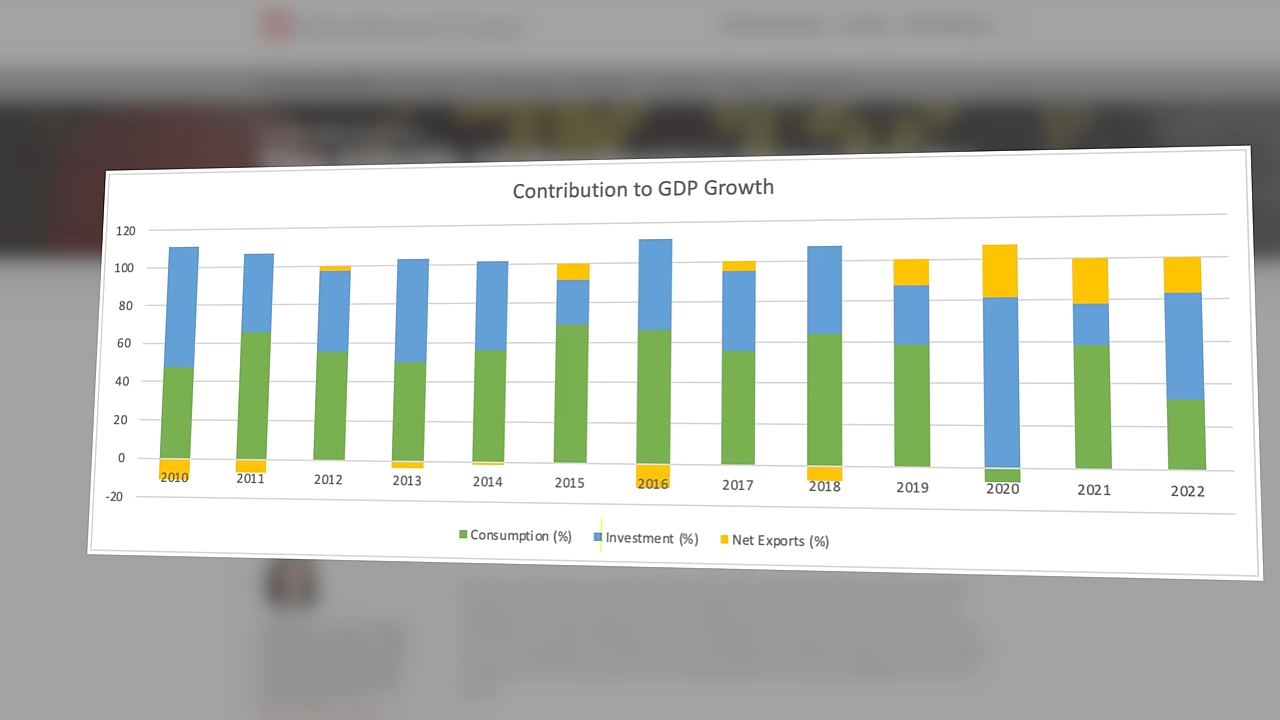 Contribution to GDP Growth
120
100
80
60
40
20
0
-20
2010 2011 2012 2013 2014 2015 2016 2017 2018 2019 2020 2021 2022
Consumption (%) Investment (%) Net Exports (%)